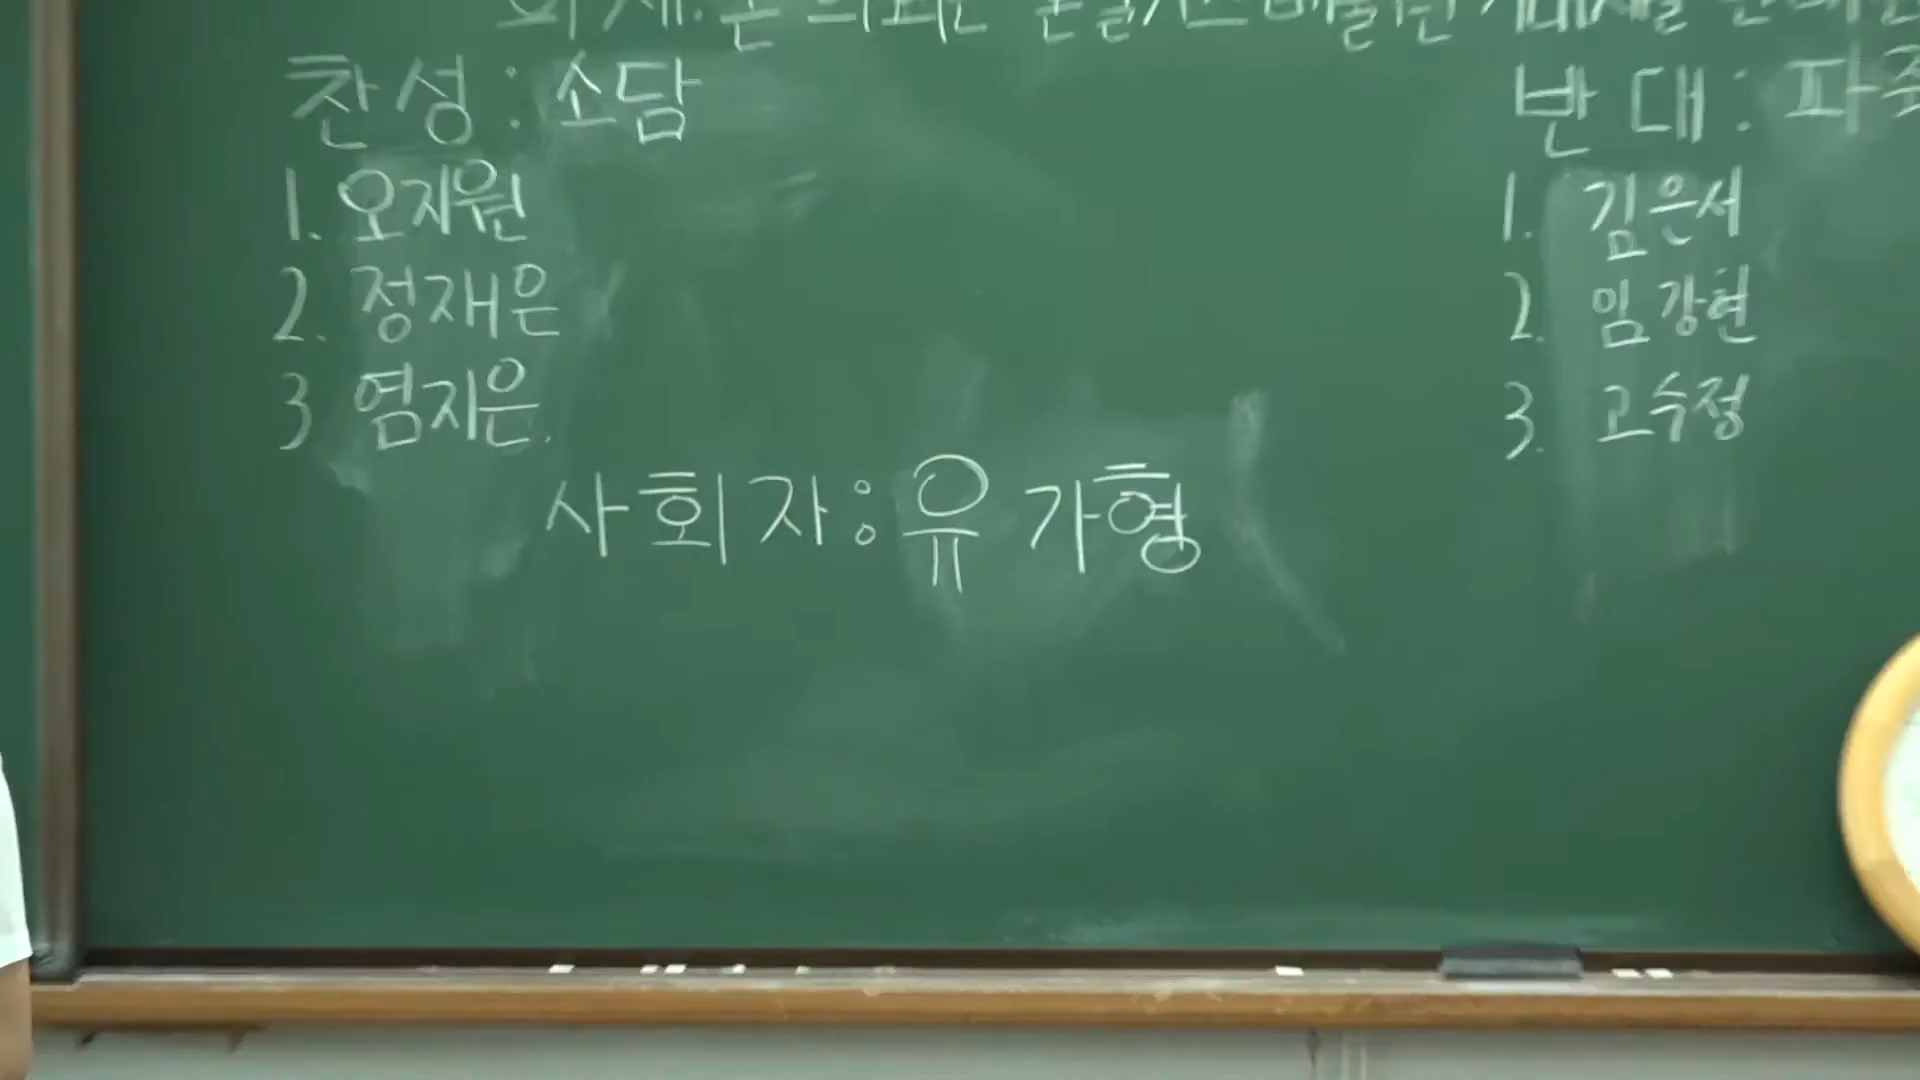 찬성 : 소담
1. 오지원
2. 정재은
3 염지은.
반대 :
1. 김은서
2. 임강현
3. 고수정
사회자 : 유가형